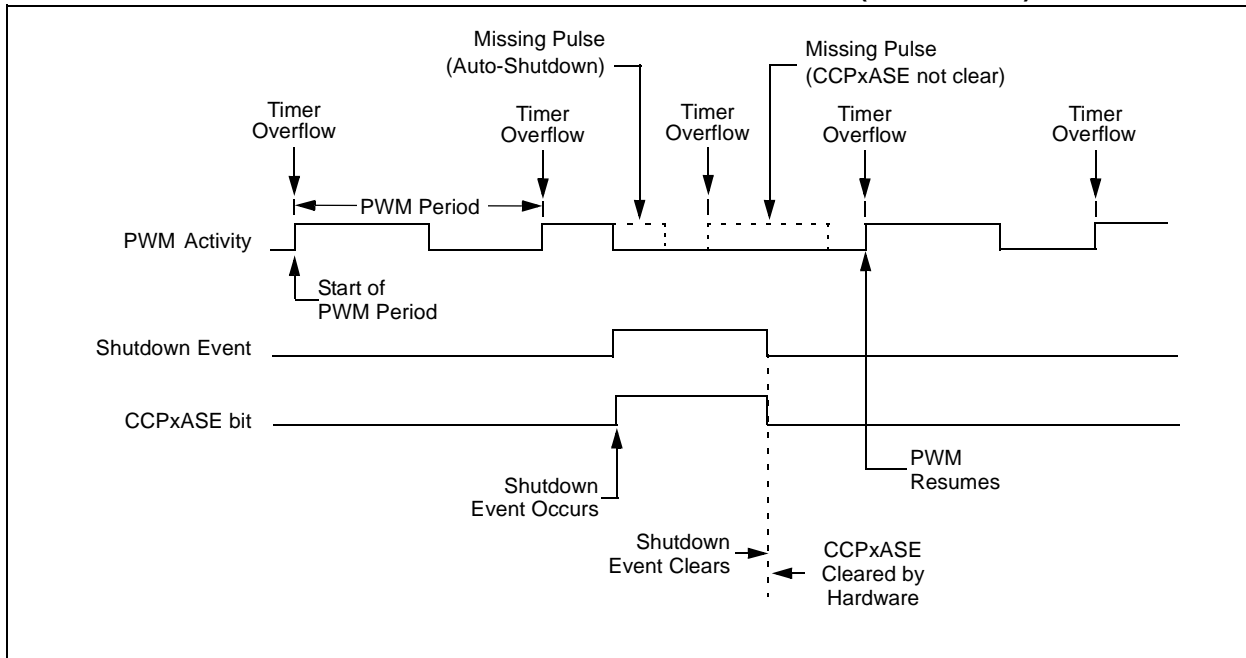 Missing Pulse
(Auto-Shutdown)
Missing Pulse
(CCPxASE not clear)
Timer
Overflow
Timer
Overflow
Timer
Overflow
Timer
Overflow
Timer
Overflow
PWM Period
PWM Activity
Start of
PWM Period
Shutdown Event
CCPxASE bit
Shutdown
Event Occurs
PWM
Resumes
Shutdown
Event Clears
CCPxASE
Cleared by
Hardware